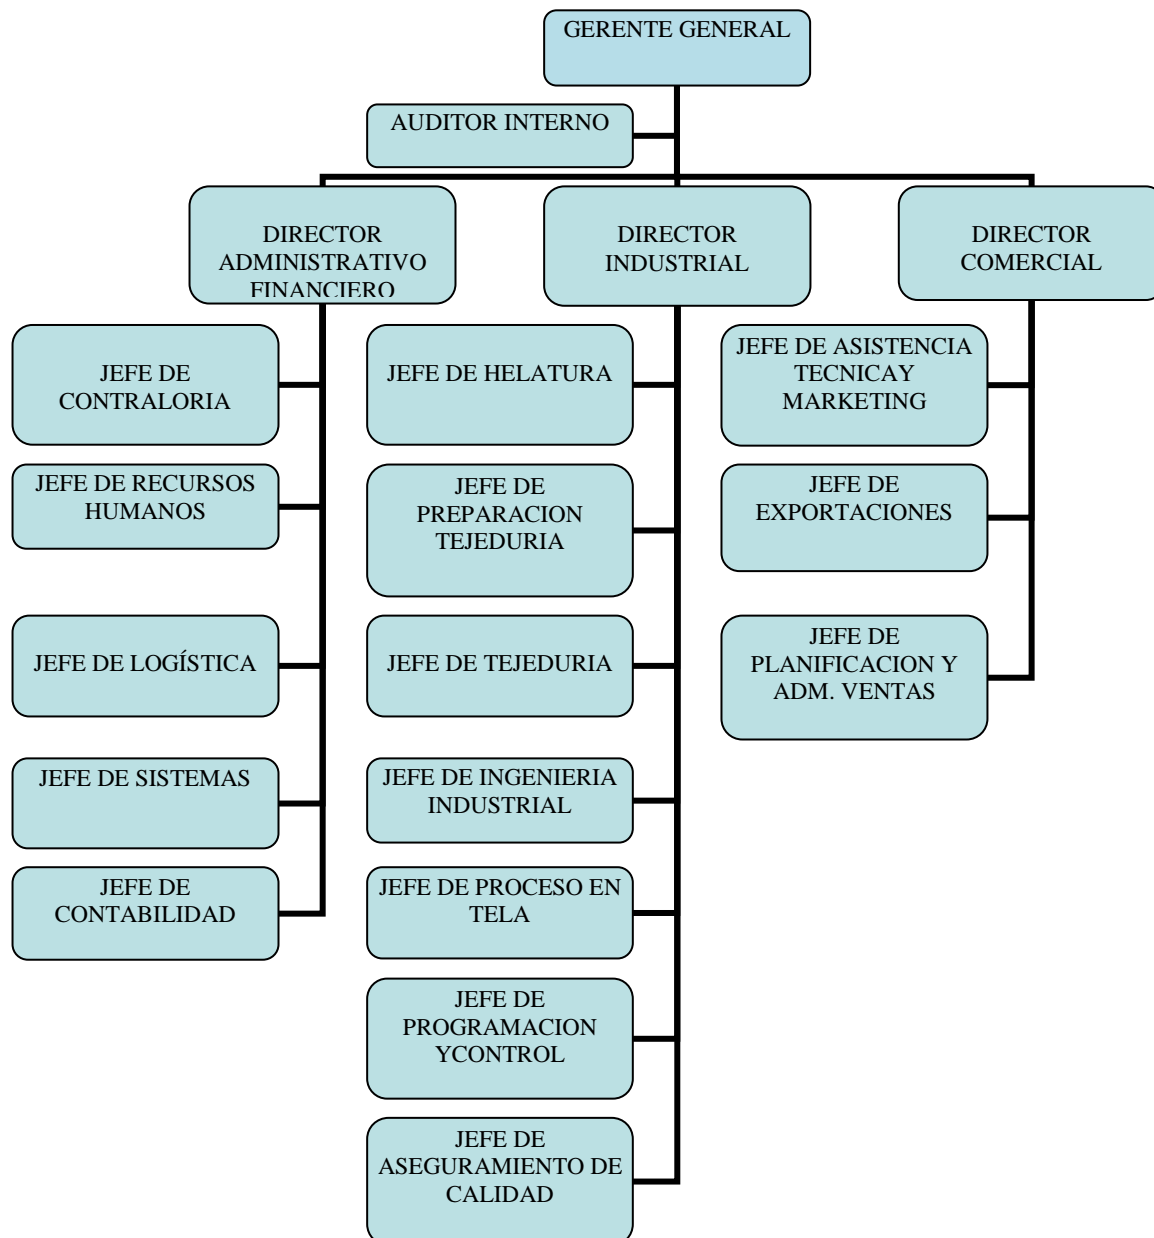 GERENTE GENERAL
AUDITOR INTERNO
DIRECTOR
ADMINISTRATIVO
FINANCIERO
DIRECTOR
INDUSTRIAL
DIRECTOR
COMERCIAL
JEFE DE
CONTRALORIA
JEFE DE RECURSOS
HUMANOS
JEFE DE LOGÍSTICA
JEFE DE SISTEMAS
JEFE DE
CONTABILIDAD
JEFE DE HELATURA
JEFE DE
PREPARACION
TEJEDURIA
JEFE DE TEJEDURIA
JEFE DE INGENIERIA
INDUSTRIAL
JEFE DE PROCESO EN
TELA
JEFE DE
PROGRAMACION
YCONTROL
JEFE DE
ASEGURAMIENTO DE
CALIDAD
JEFE DE ASISTENCIA
TECNICAY
MARKETING
JEFE DE
EXPORTACIONES
JEFE DE
PLANIFICACION Y
ADM. VENTAS